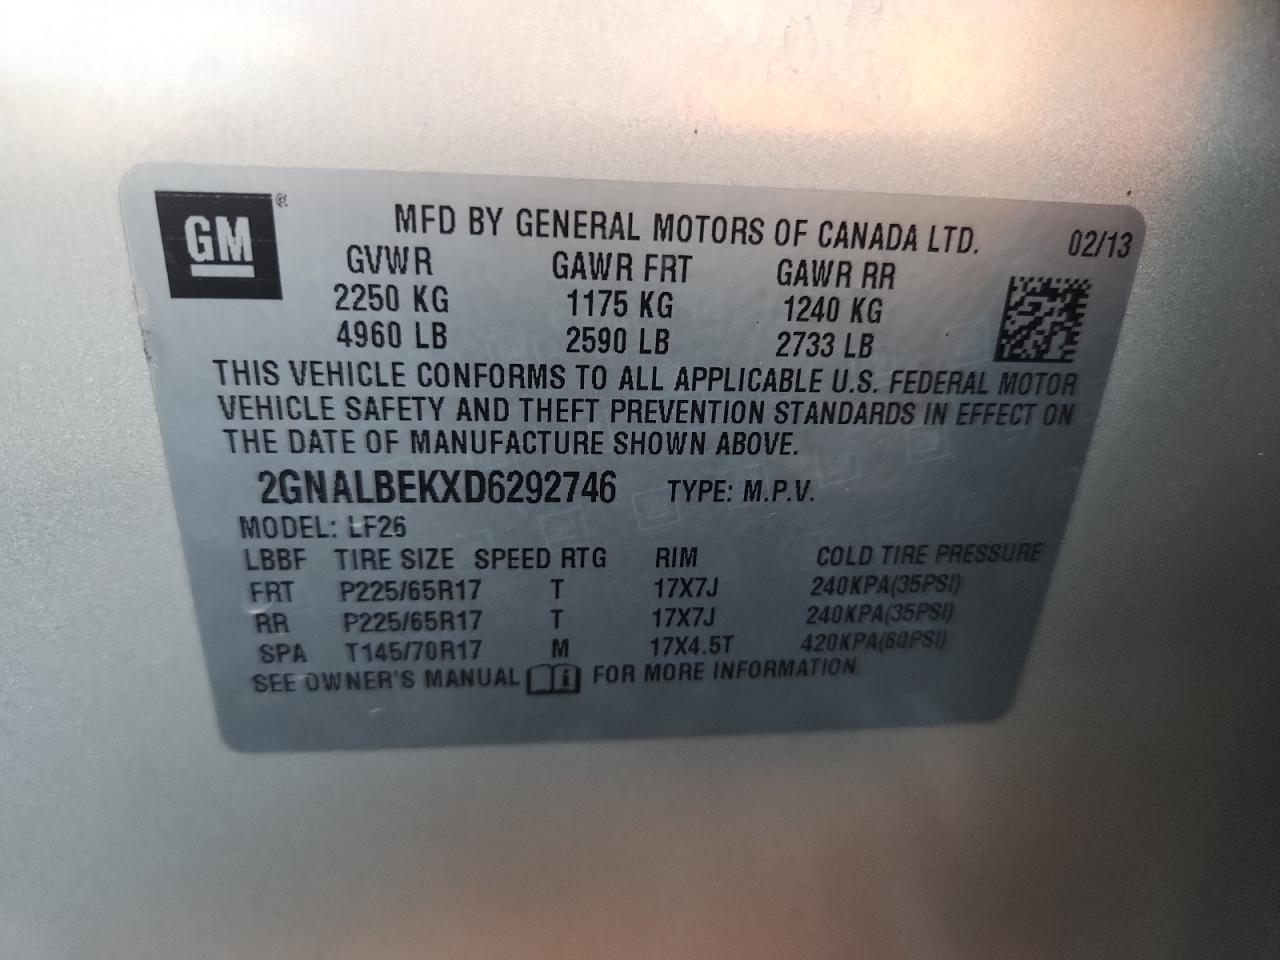 GM ®
MFD BY GENERAL MOTORS OF CANADA LTD. 02/13
GVWR GAWR FRT GAWR RR
2250 KG 1175 KG 1240 KG
4960 LB 2590 LB 2733 LB
THIS VEHICLE CONFORMS TO ALL APPLICABLE U.S. FEDERAL MOTOR
VEHICLE SAFETY AND THEFT PREVENTION STANDARDS IN EFFECT ON
THE DATE OF MANUFACTURE SHOWN ABOVE.
2GNALBEKXD6292746 TYPE: M.P.V.
MODEL: LF26
LBBF TIRE SIZE SPEED RTG RIM COLD TIRE PRESSURE
FRT P225/65R17 T 17X7J 240KPA(35PSI)
RR P225/65R17 T 17X7J 240KPA(35PSI)
SPA T145/70R17 M 17X4.5T 420KPA(60PSI)
SEE OWNER'S MANUAL i FOR MORE INFORMATION.